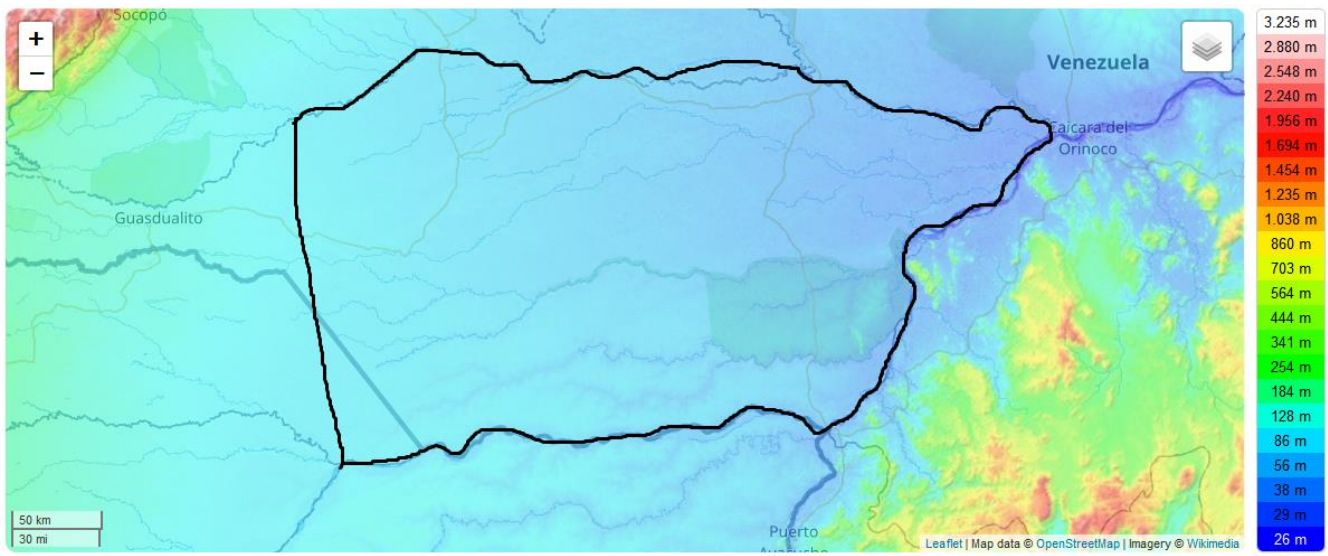 Socopó
+
−
Venezuela
Caicara del
Orinoco
Guasdualito
50 km
30 mi
Puerto
Ayacucho
Leaflet | Map data © OpenStreetMap | Imagery © Wikimedia
3.235 m
2.880 m
2.548 m
2.240 m
1.956 m
1.694 m
1.454 m
1.235 m
1.038 m
860 m
703 m
564 m
444 m
341 m
254 m
184 m
128 m
86 m
56 m
38 m
29 m
26 m